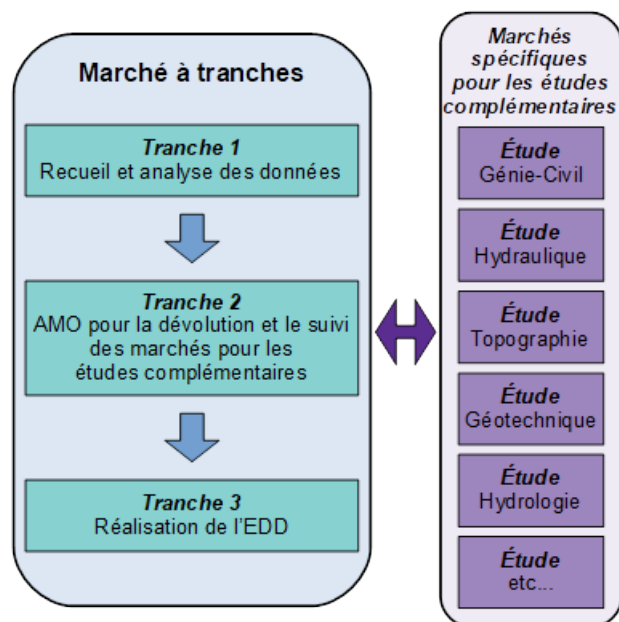 Marché à tranches
Tranche 1
Recueil et analyse des données
Tranche 2
AMO pour la dévolution et le suivi
des marchés pour les
études complémentaires
Tranche 3
Réalisation de l'EDD
Marchés
spécifiques
pour les études
complémentaires
Étude
Génie-Civil
Étude
Hydraulique
Étude
Topographie
Étude
Géotechnique
Étude
Hydrologie
Étude
etc...